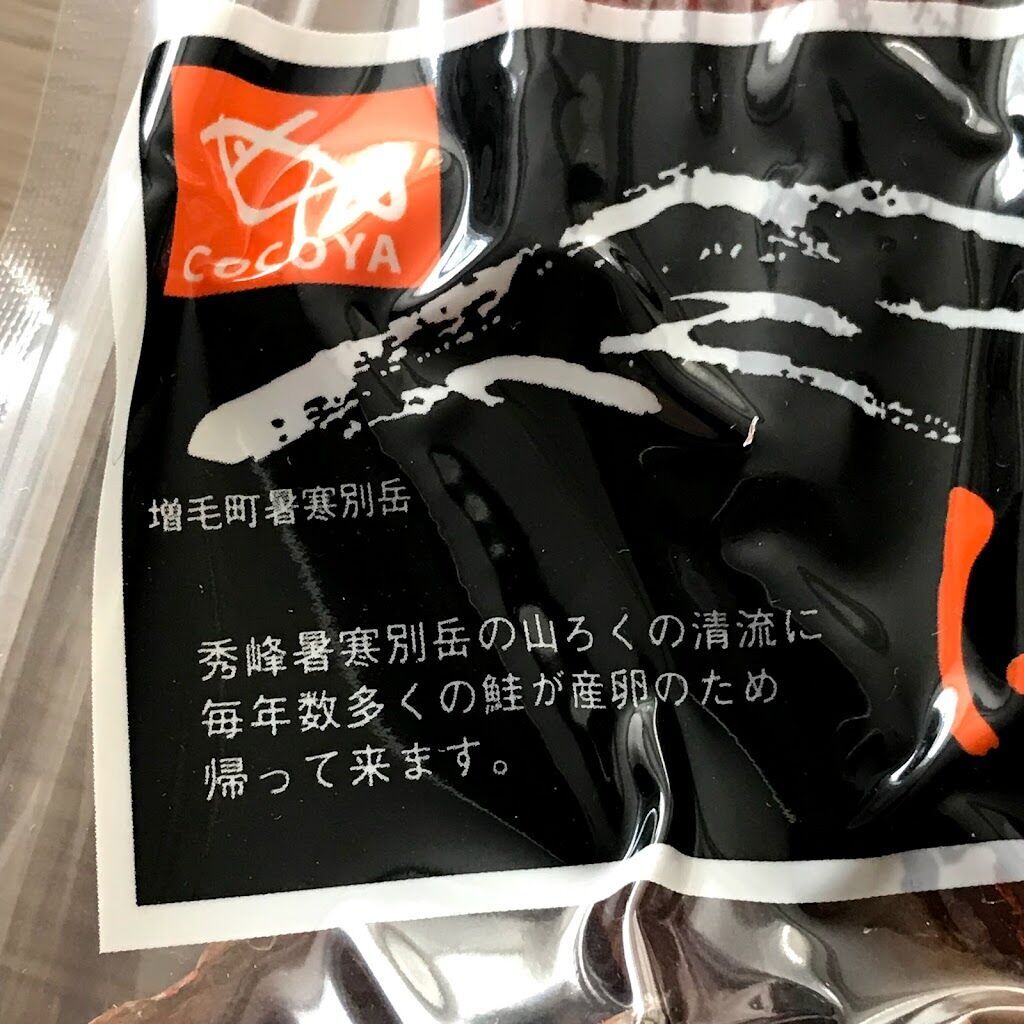 COCOYA
増毛町暑寒別岳
秀峰暑寒別岳の山ろくの清流に
毎年数多くの鮭が産卵のため
帰って来ます。